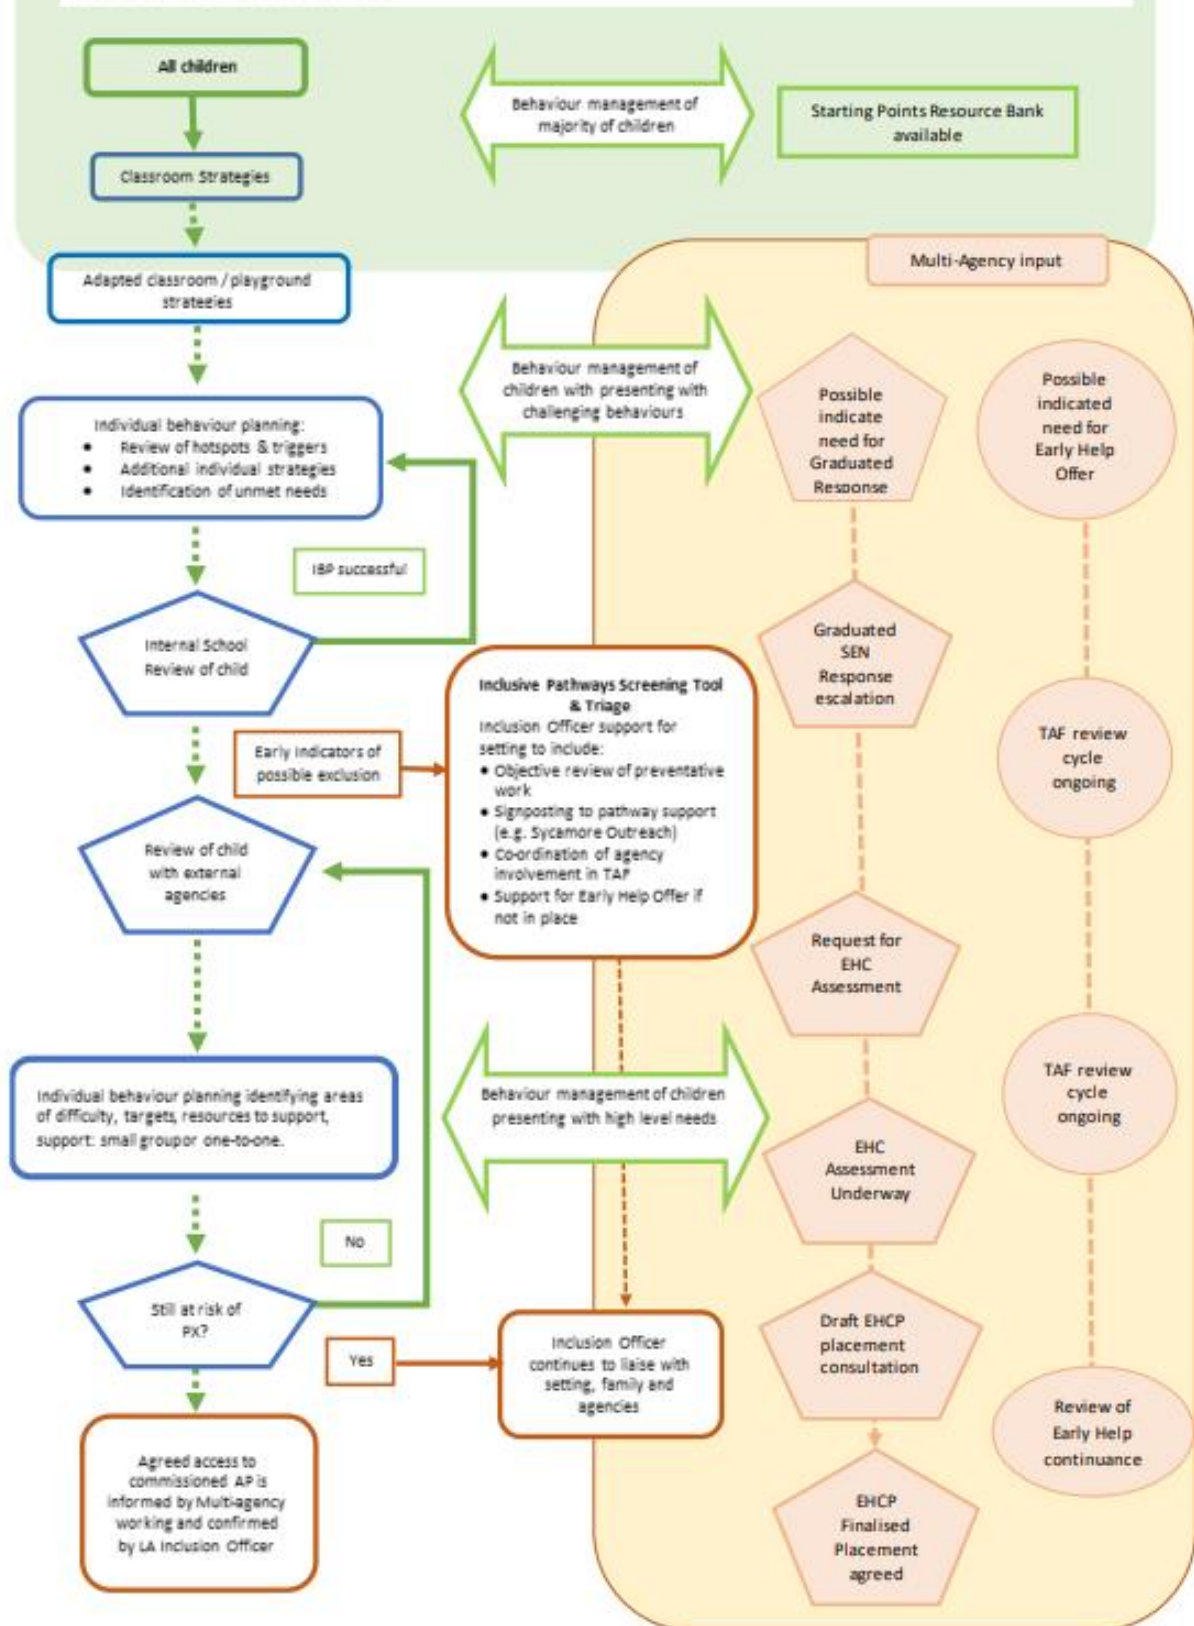 All children
Behaviour management of
majority of children
Starting Points Resource Bank
available
Classroom Strategies
Adapted classroom / playground
strategies
Multi-Agency input
Behaviour management of
children with presenting with
challenging behaviours
Possible
indicate
need for
Graduated
Response
Possible
indicated
need for
Early Help
Offer
Individual behaviour planning:
• Review of hotspots & triggers
• Additional individual strategies
• Identification of unmet needs
IBP successful
Internal School
Review of child
Graduated
SEN
Response
escalation
Inclusive Pathways Screening Tool
& Triage
Inclusion Officer support for
setting to include:
• Objective review of preventative
work
• Signposting to pathway support
(e.g. Sycamore Outreach)
• Co-ordination of agency
involvement in TAF
• Support for Early Help Offer if
not in place
Early Indicators of
possible exclusion
TAF review
cycle
ongoing
Review of child
with external
agencies
Request for
EHC
Assessment
Individual behaviour planning identifying areas
of difficulty, targets, resources to support,
support: small groupor one-to-one.
Behaviour management of children
presenting with high level needs
TAF review
cycle
ongoing
EHC
Assessment
Underway
No
Still at risk of
PX?
Yes
Inclusion Officer
continues to liaise with
setting, family and
agencies
Draft EHCP
placement
consultation
Review of
Early Help
continuance
Agreed access to
commissioned AP is
informed by Multi-agency
working and confirmed
by LA Inclusion Officer
EHCP
Finalised
Placement
agreed